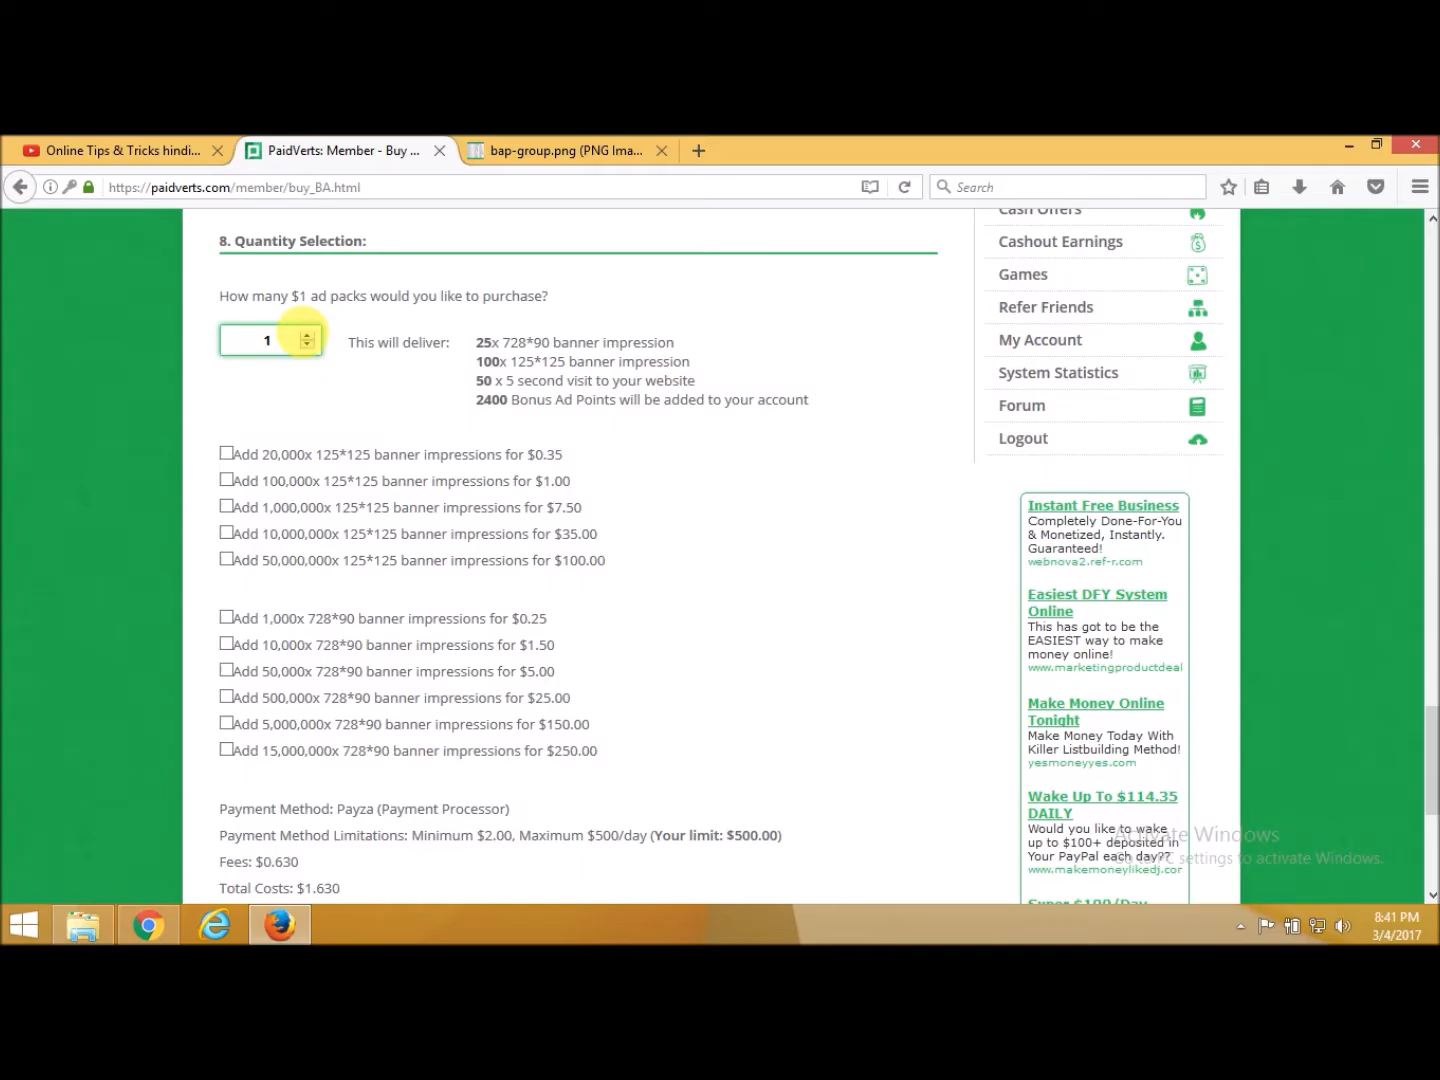 Online Tips & Tricks hindi...
PaidVerts: Member - Buy ...
bap-group.png (PNG Ima...
https://paidverts.com/member/buy_BA.html
Search
8. Quantity Selection:
How many $1 ad packs would you like to purchase?
1
This will deliver:
25x 728*90 banner impression
100x 125*125 banner impression
50 x 5 second visit to your website
2400 Bonus Ad Points will be added to your account
Add 20,000x 125*125 banner impressions for $0.35
Add 100,000x 125*125 banner impressions for $1.00
Add 1,000,000x 125*125 banner impressions for $7.50
Add 10,000,000x 125*125 banner impressions for $35.00
Add 50,000,000x 125*125 banner impressions for $100.00
Add 1,000x 728*90 banner impressions for $0.25
Add 10,000x 728*90 banner impressions for $1.50
Add 50,000x 728*90 banner impressions for $5.00
Add 500,000x 728*90 banner impressions for $25.00
Add 5,000,000x 728*90 banner impressions for $150.00
Add 15,000,000x 728*90 banner impressions for $250.00
Payment Method: Payza (Payment Processor)
Payment Method Limitations: Minimum $2.00, Maximum $500/day (Your limit: $500.00)
Fees: $0.630
Total Costs: $1.630
Cash Offers
Cashout Earnings
Games
Refer Friends
My Account
System Statistics
Forum
Logout
Instant Free Business
Completely Done-For-You
& Monetized, Instantly.
Guaranteed!
webnova2.ref-r.com
Easiest DFY System
Online
This has got to be the
EASIEST way to make
money online!
www.marketingproductdeal
Make Money Online
Tonight
Make Money Today With
Killer Listbuilding Method!
yesmoneyyes.com
Wake Up To $114.35
DAILY
Would you like to wake
up to $100+ deposited in
Your PayPal each day??
www.makemoneylikedj.cor
Super $100/Day
Activate Windows
Go to PC settings to activate Windows.
8:41 PM
3/4/2017